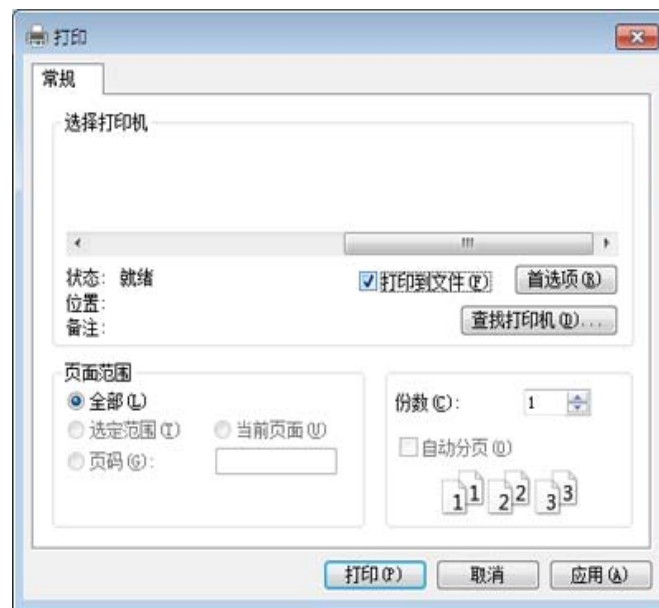 打印
常规
选择打印机
状态: 就绪
打印到文件(F)
首选项(R)
位置:
备注:
查找打印机(D)...
页面范围
全部(L)
选定范围(T)
当前页面(U)
页码(G):
份数(C):
1
自动分页(O)
1 1 2 2 3 3
打印(P)
取消
应用(A)